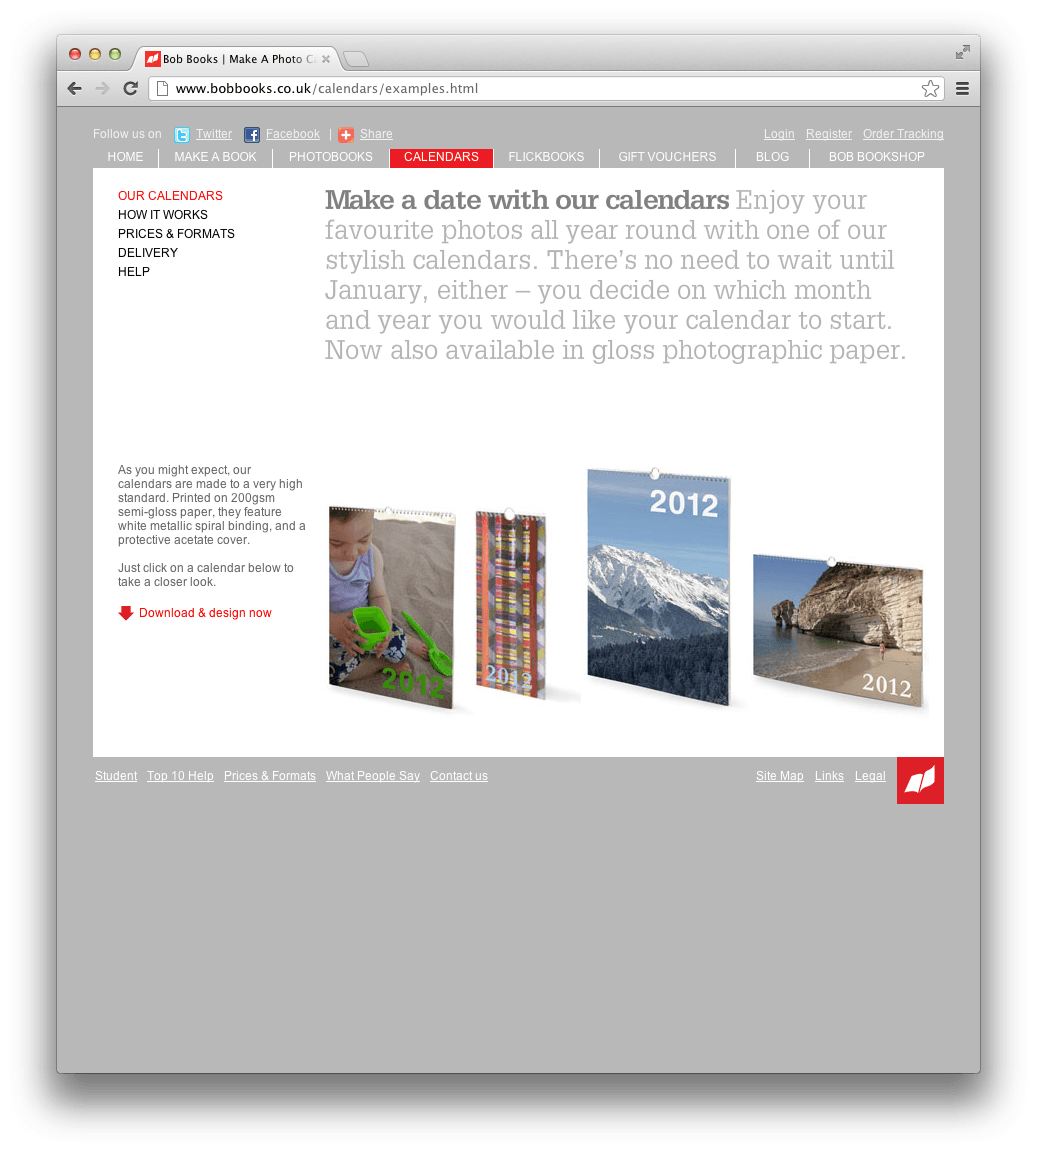 Bob Books | Make A Photo C
www.bobbooks.co.uk/calendars/examples.html
Follow us on Twitter Facebook | Share Login Register Order Tracking
HOME MAKE A BOOK PHOTOBOOKS CALENDARS FLICKBOOKS GIFT VOUCHERS BLOG BOB BOOKSHOP
OUR CALENDARS
HOW IT WORKS
PRICES & FORMATS
DELIVERY
HELP
Make a date with our calendars Enjoy your
favourite photos all year round with one of our
stylish calendars. There’s no need to wait until
January, either – you decide on which month
and year you would like your calendar to start.
Now also available in gloss photographic paper.
As you might expect, our
calendars are made to a very high
standard. Printed on 200gsm
semi-gloss paper, they feature
white metallic spiral binding, and a
protective acetate cover.
Just click on a calendar below to
take a closer look.
Download & design now
2012
2012
2012
2012
Student Top 10 Help Prices & Formats What People Say Contact us Site Map Links Legal